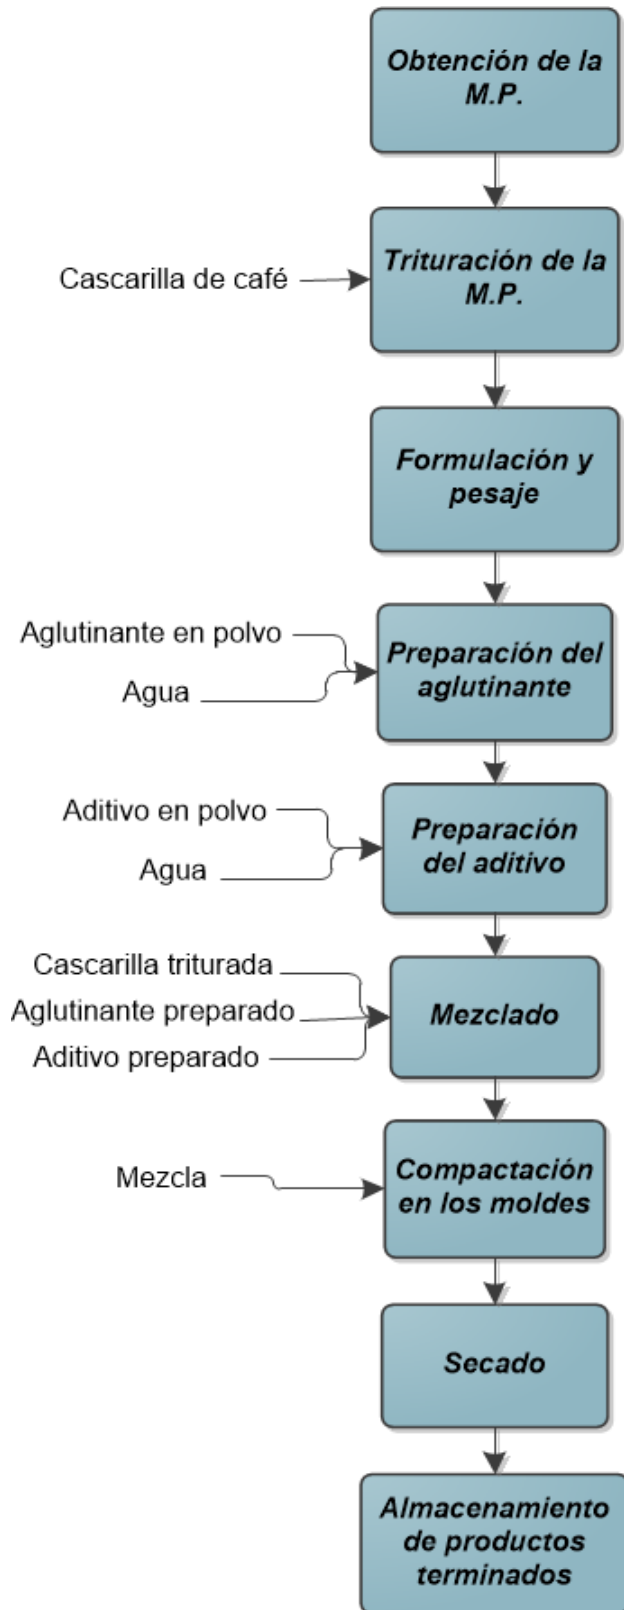 Obtención de la
M.P.
Cascarilla de café
Trituración de la
M.P.
Formulación y
pesaje
Aglutinante en polvo
Agua
Preparación del
aglutinante
Aditivo en polvo
Agua
Preparación
del aditivo
Cascarilla triturada
Aglutinante preparado
Aditivo preparado
Mezclado
Mezcla
Compactación
en los moldes
Secado
Almacenamiento
de productos
terminados